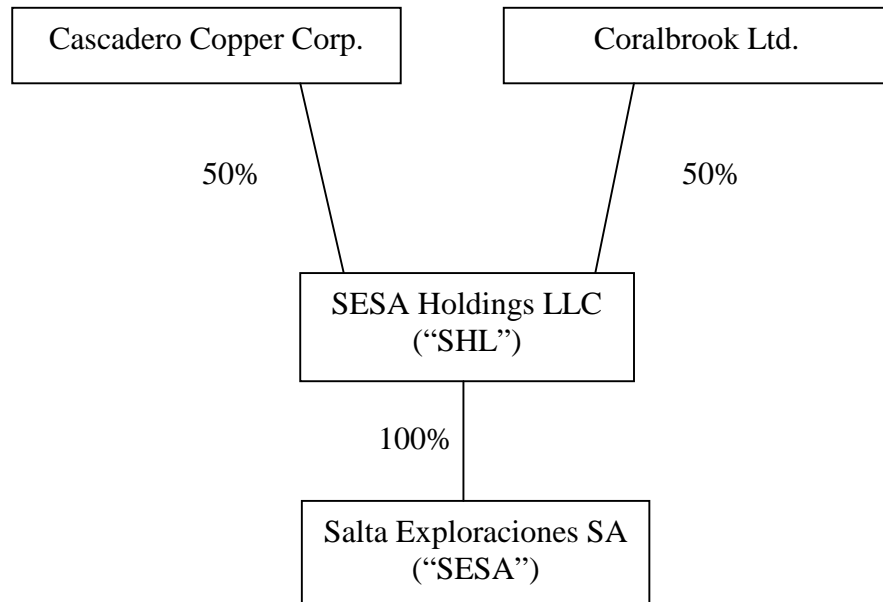 Cascadero Copper Corp.
Coralbrook Ltd.
50%
50%
SESA Holdings LLC
(“SHL”)
100%
Salta Exploraciones SA
(“SESA”)